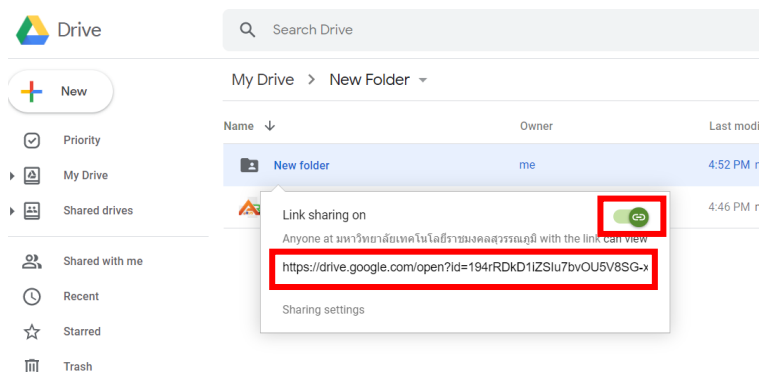 Drive
Search Drive
New
My Drive > New Folder
Name
Owner
Last modi
Priority
My Drive
Shared drives
Shared with me
Recent
Starred
Trash
New folder
me
4:52 PM
4:46 PM
Link sharing on
Anyone at มหาวิทยาลัยเทคโนโลยีราชมงคลสุวรรณภูมิ with the link can view
https://drive.google.com/open?id=194rRDkD1iZSIu7bvOU5V8SG-x
Sharing settings